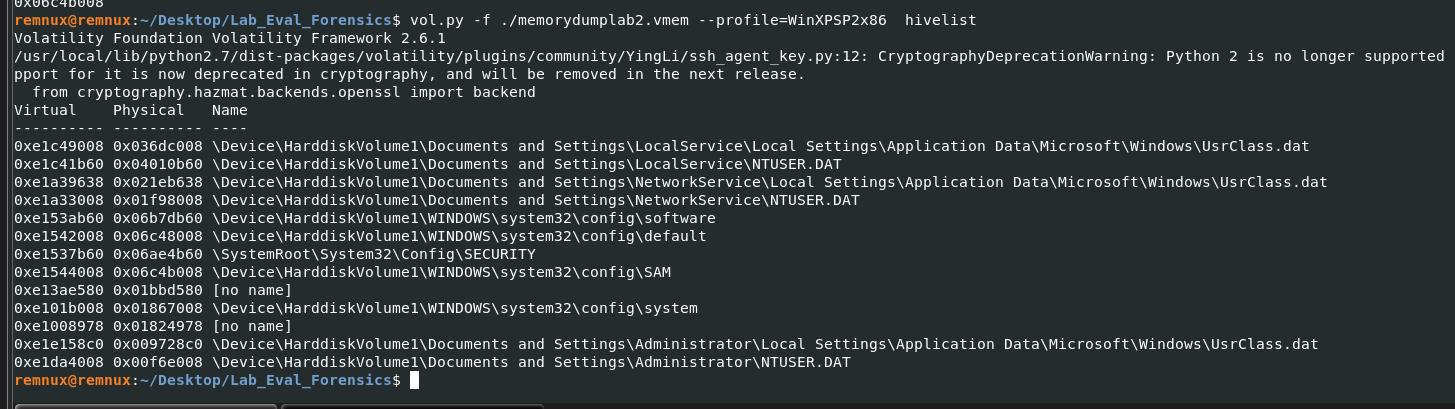 0x06c4b008
remnux@remnux:~/Desktop/Lab_Eval_Forensics$ vol.py -f ./memorydumplab2.vmem --profile=WinXPSP2x86  hivelist
Volatility Foundation Volatility Framework 2.6.1
/usr/local/lib/python2.7/dist-packages/volatility/plugins/community/YingLi/ssh_agent_key.py:12: CryptographyDeprecationWarning: Python 2 is no longer supported
pport for it is now deprecated in cryptography, and will be removed in the next release.
  from cryptography.hazmat.backends.openssl import backend
Virtual    Physical   Name
---------- ---------- ----
0xe1c49008 0x036dc008 \Device\HarddiskVolume1\Documents and Settings\LocalService\Local Settings\Application Data\Microsoft\Windows\UsrClass.dat
0xe1c41b60 0x04010b60 \Device\HarddiskVolume1\Documents and Settings\LocalService\NTUSER.DAT
0xe1a39638 0x021eb638 \Device\HarddiskVolume1\Documents and Settings\NetworkService\Local Settings\Application Data\Microsoft\Windows\UsrClass.dat
0xe1a33008 0x01f98008 \Device\HarddiskVolume1\Documents and Settings\NetworkService\NTUSER.DAT
0xe153ab60 0x06b7db60 \Device\HarddiskVolume1\WINDOWS\system32\config\software
0xe1542008 0x06c48008 \Device\HarddiskVolume1\WINDOWS\system32\config\default
0xe1537b60 0x06ae4b60 \SystemRoot\System32\Config\SECURITY
0xe1544008 0x06c4b008 \Device\HarddiskVolume1\WINDOWS\system32\config\SAM
0xe13ae580 0x01bbd580 [no name]
0xe101b008 0x01867008 \Device\HarddiskVolume1\WINDOWS\system32\config\system
0xe1008978 0x01824978 [no name]
0xe1e158c0 0x009728c0 \Device\HarddiskVolume1\Documents and Settings\Administrator\Local Settings\Application Data\Microsoft\Windows\UsrClass.dat
0xe1da4008 0x00f6e008 \Device\HarddiskVolume1\Documents and Settings\Administrator\NTUSER.DAT
remnux@remnux:~/Desktop/Lab_Eval_Forensics$